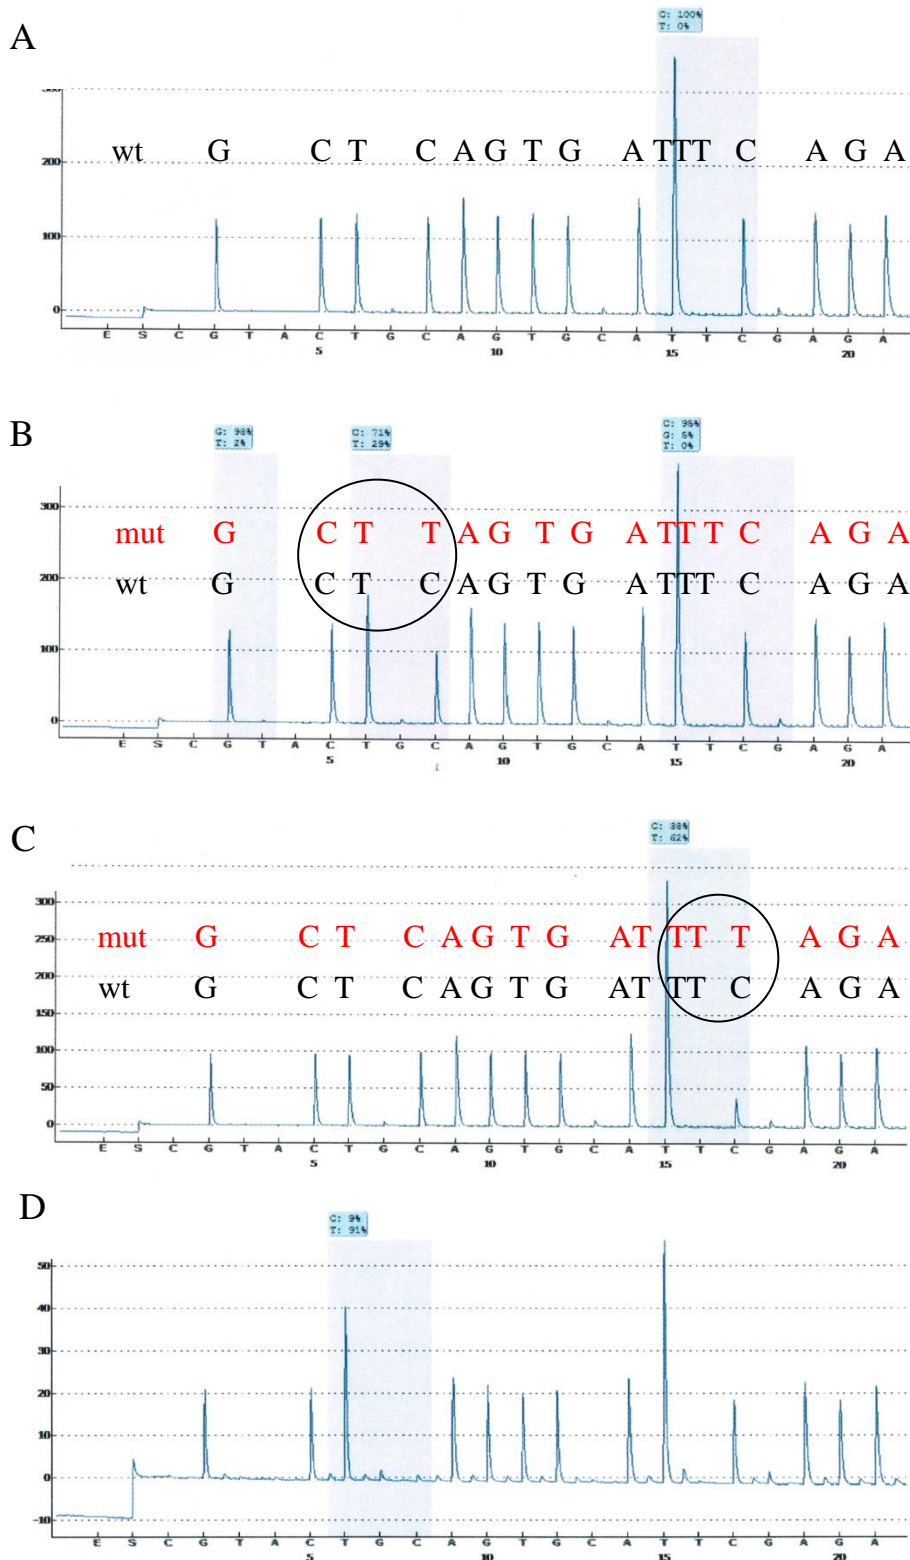 A
G: 100%
T: 0%
wt G C T C A G T G A TTT C A G A
200
100
0
E S C G T A C T G C A G T G C A T T C G A G A
5 10 15 20
B
G: 98%
T: 2%
C: 71%
T: 29%
C: 95%
G: 5%
T: 0%
300
mut G C T T A G T G A TTT C A G A
wt G C T C A G T G A TTT C A G A
200
100
0
E S C G T A C T G C A G T G C A T T C G A G A
5 10 15 20
C
C: 38%
T: 62%
300
mut G C T C A G T G AT TT T A G A
250
200
wt G C T C A G T G AT TT C A G A
150
100
50
0
E S C G T A C T G C A G T G C A T T C G A G A
5 10 15 20
D
C: 9%
T: 91%
50
40
30
20
10
0
-10
E S C G T A C T G C A G T G C A T T C G A G A
5 10 15 20